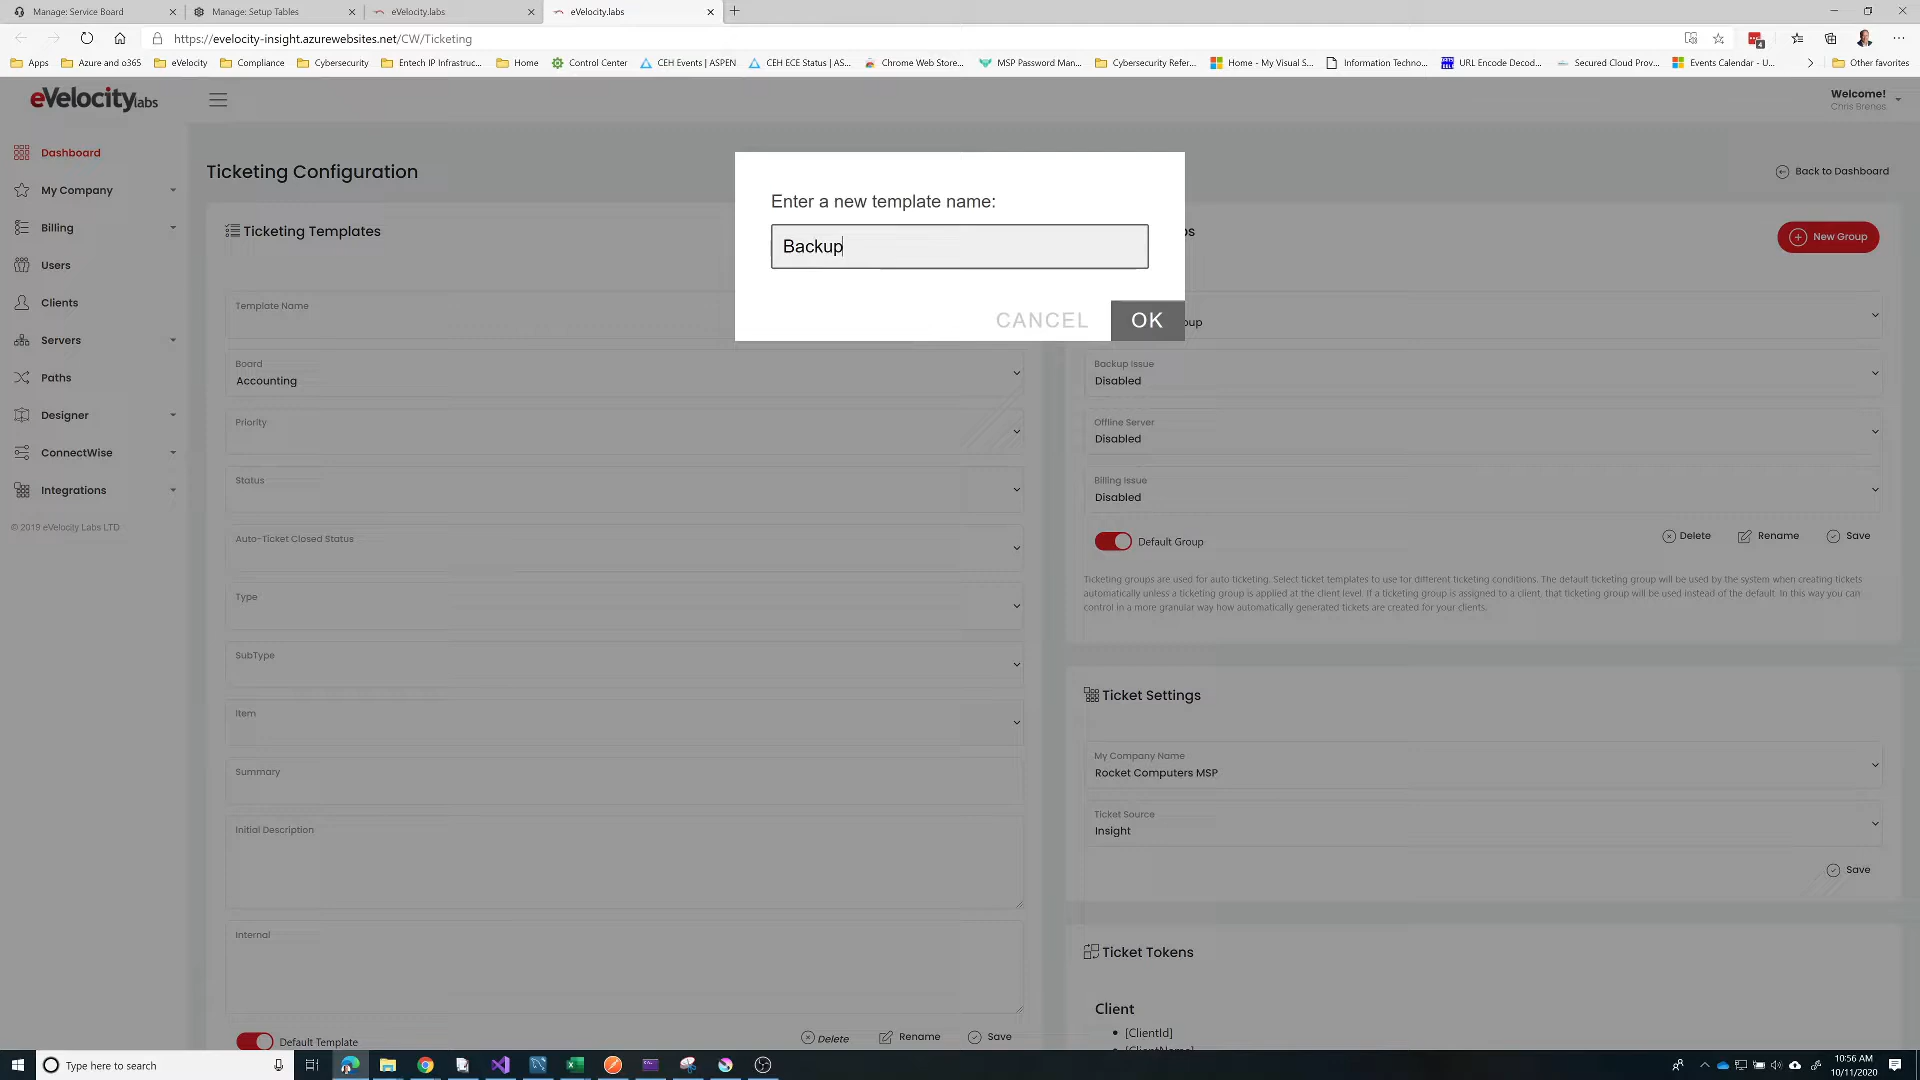 Manage: Service Board
Manage: Setup Tables
eVelocity.labs
eVelocity.labs
https://evelocity-insight.azurewebsites.net/CW/Ticketing
4
Apps
Azure and o365
eVelocity
Compliance
Cybersecurity
Entech IP Infrastruc...
Home
Control Center
CEH Events | ASPEN
CEH ECE Status | AS...
Chrome Web Store...
MSP Password Man...
Cybersecurity Refer...
Home - My Visual S...
Information Techno...
URL Encode Decod...
Secured Cloud Prov...
Events Calendar - U...
Other favorites
eVelocitylabs
Welcome!
Chris Brenes
Dashboard
My Company
Billing
Users
Clients
Servers
Paths
Designer
ConnectWise
Integrations
© 2019 eVelocity Labs LTD
Ticketing Configuration
Back to Dashboard
Enter a new template name:
Backup
CANCEL
OK
Ticketing Templates
Template Name
Board
Accounting
Priority
Status
Auto-Ticket Closed Status
Type
SubType
Item
Summary
Initial Description
Internal
Default Template
Delete
Rename
Save
New Group
Backup Issue
Disabled
Offline Server
Disabled
Billing Issue
Disabled
Default Group
Delete
Rename
Save
Ticketing groups are used for auto ticketing. Select ticket templates to use for different ticketing conditions. The default ticketing group will be used by the system when creating tickets
automatically unless a ticketing group is applied at the client level. If a ticketing group is assigned to a client, that ticketing group will be used instead of the default. In this way you can
control in a more granular way how automatically generated tickets are created for your clients.
Ticket Settings
My Company Name
Rocket Computers MSP
Ticket Source
Insight
Save
Ticket Tokens
Client
[ClientId]
[ClientName]
Type here to search
10:56 AM
10/11/2020